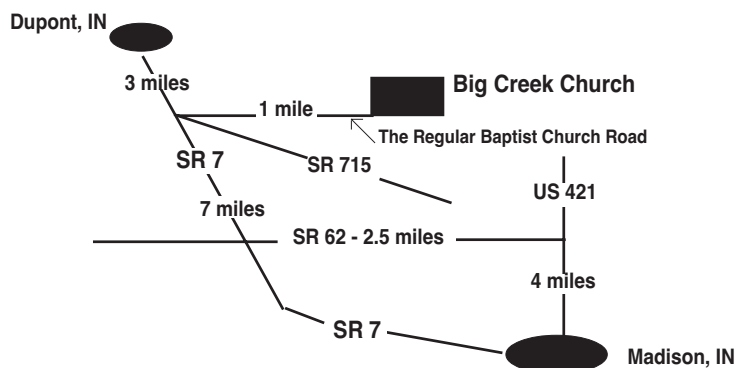 Dupont, IN
3 miles
Big Creek Church
1 mile
The Regular Baptist Church Road
SR 7
SR 715
US 421
7 miles
SR 62 - 2.5 miles
4 miles
SR 7
Madison, IN